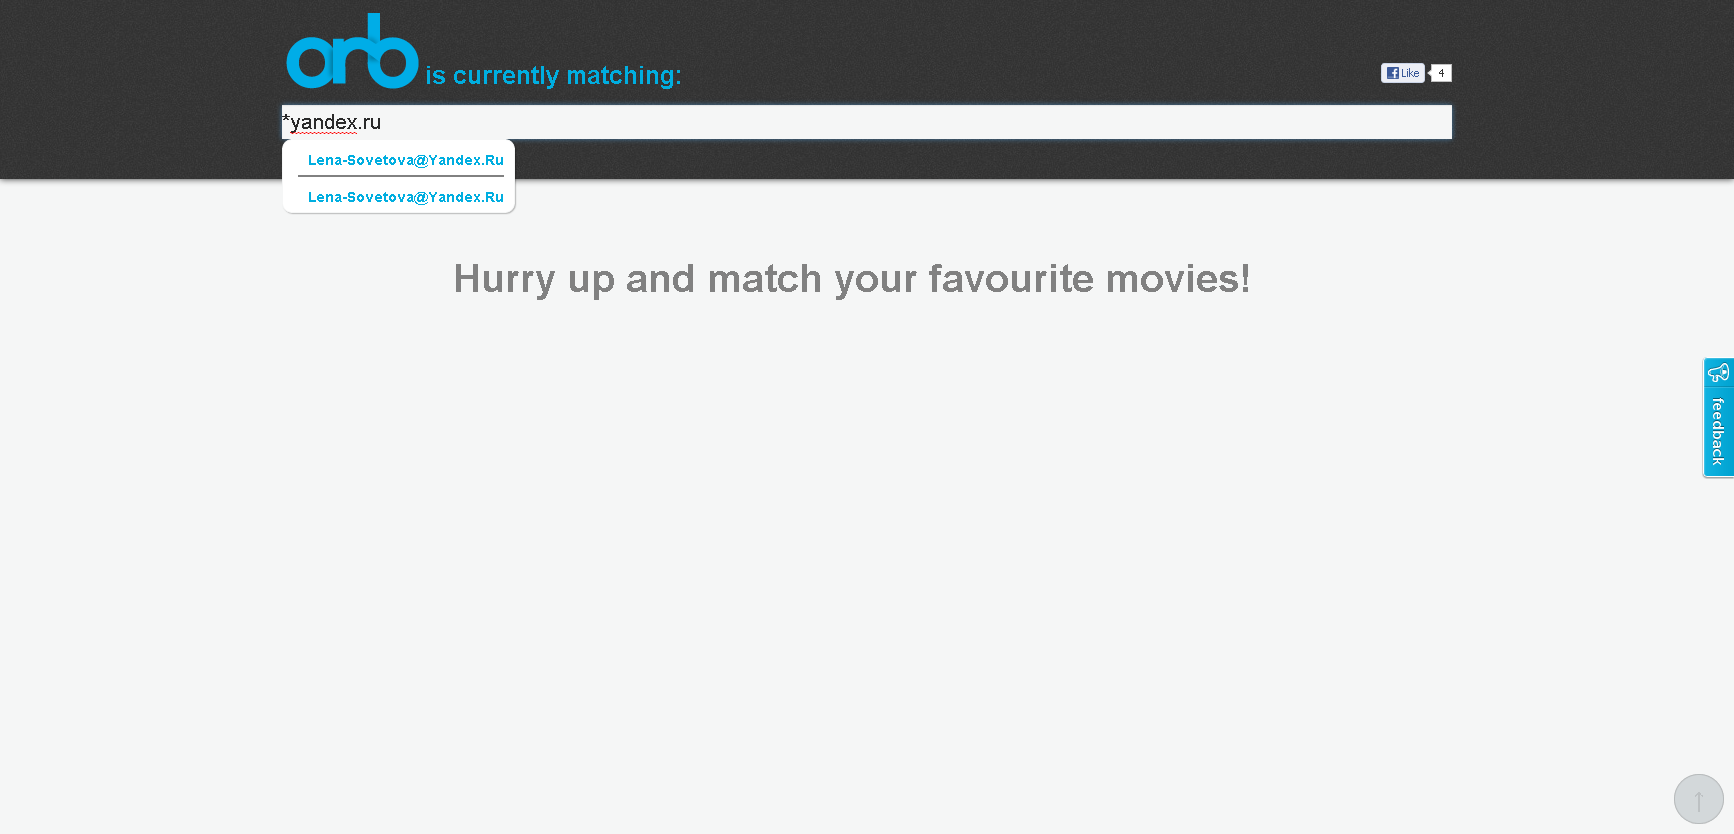 orb is currently matching:
Like 4
*yandex.ru
Lena-Sovetova@Yandex.Ru
Lena-Sovetova@Yandex.Ru
Hurry up and match your favourite movies!
feedback
↑